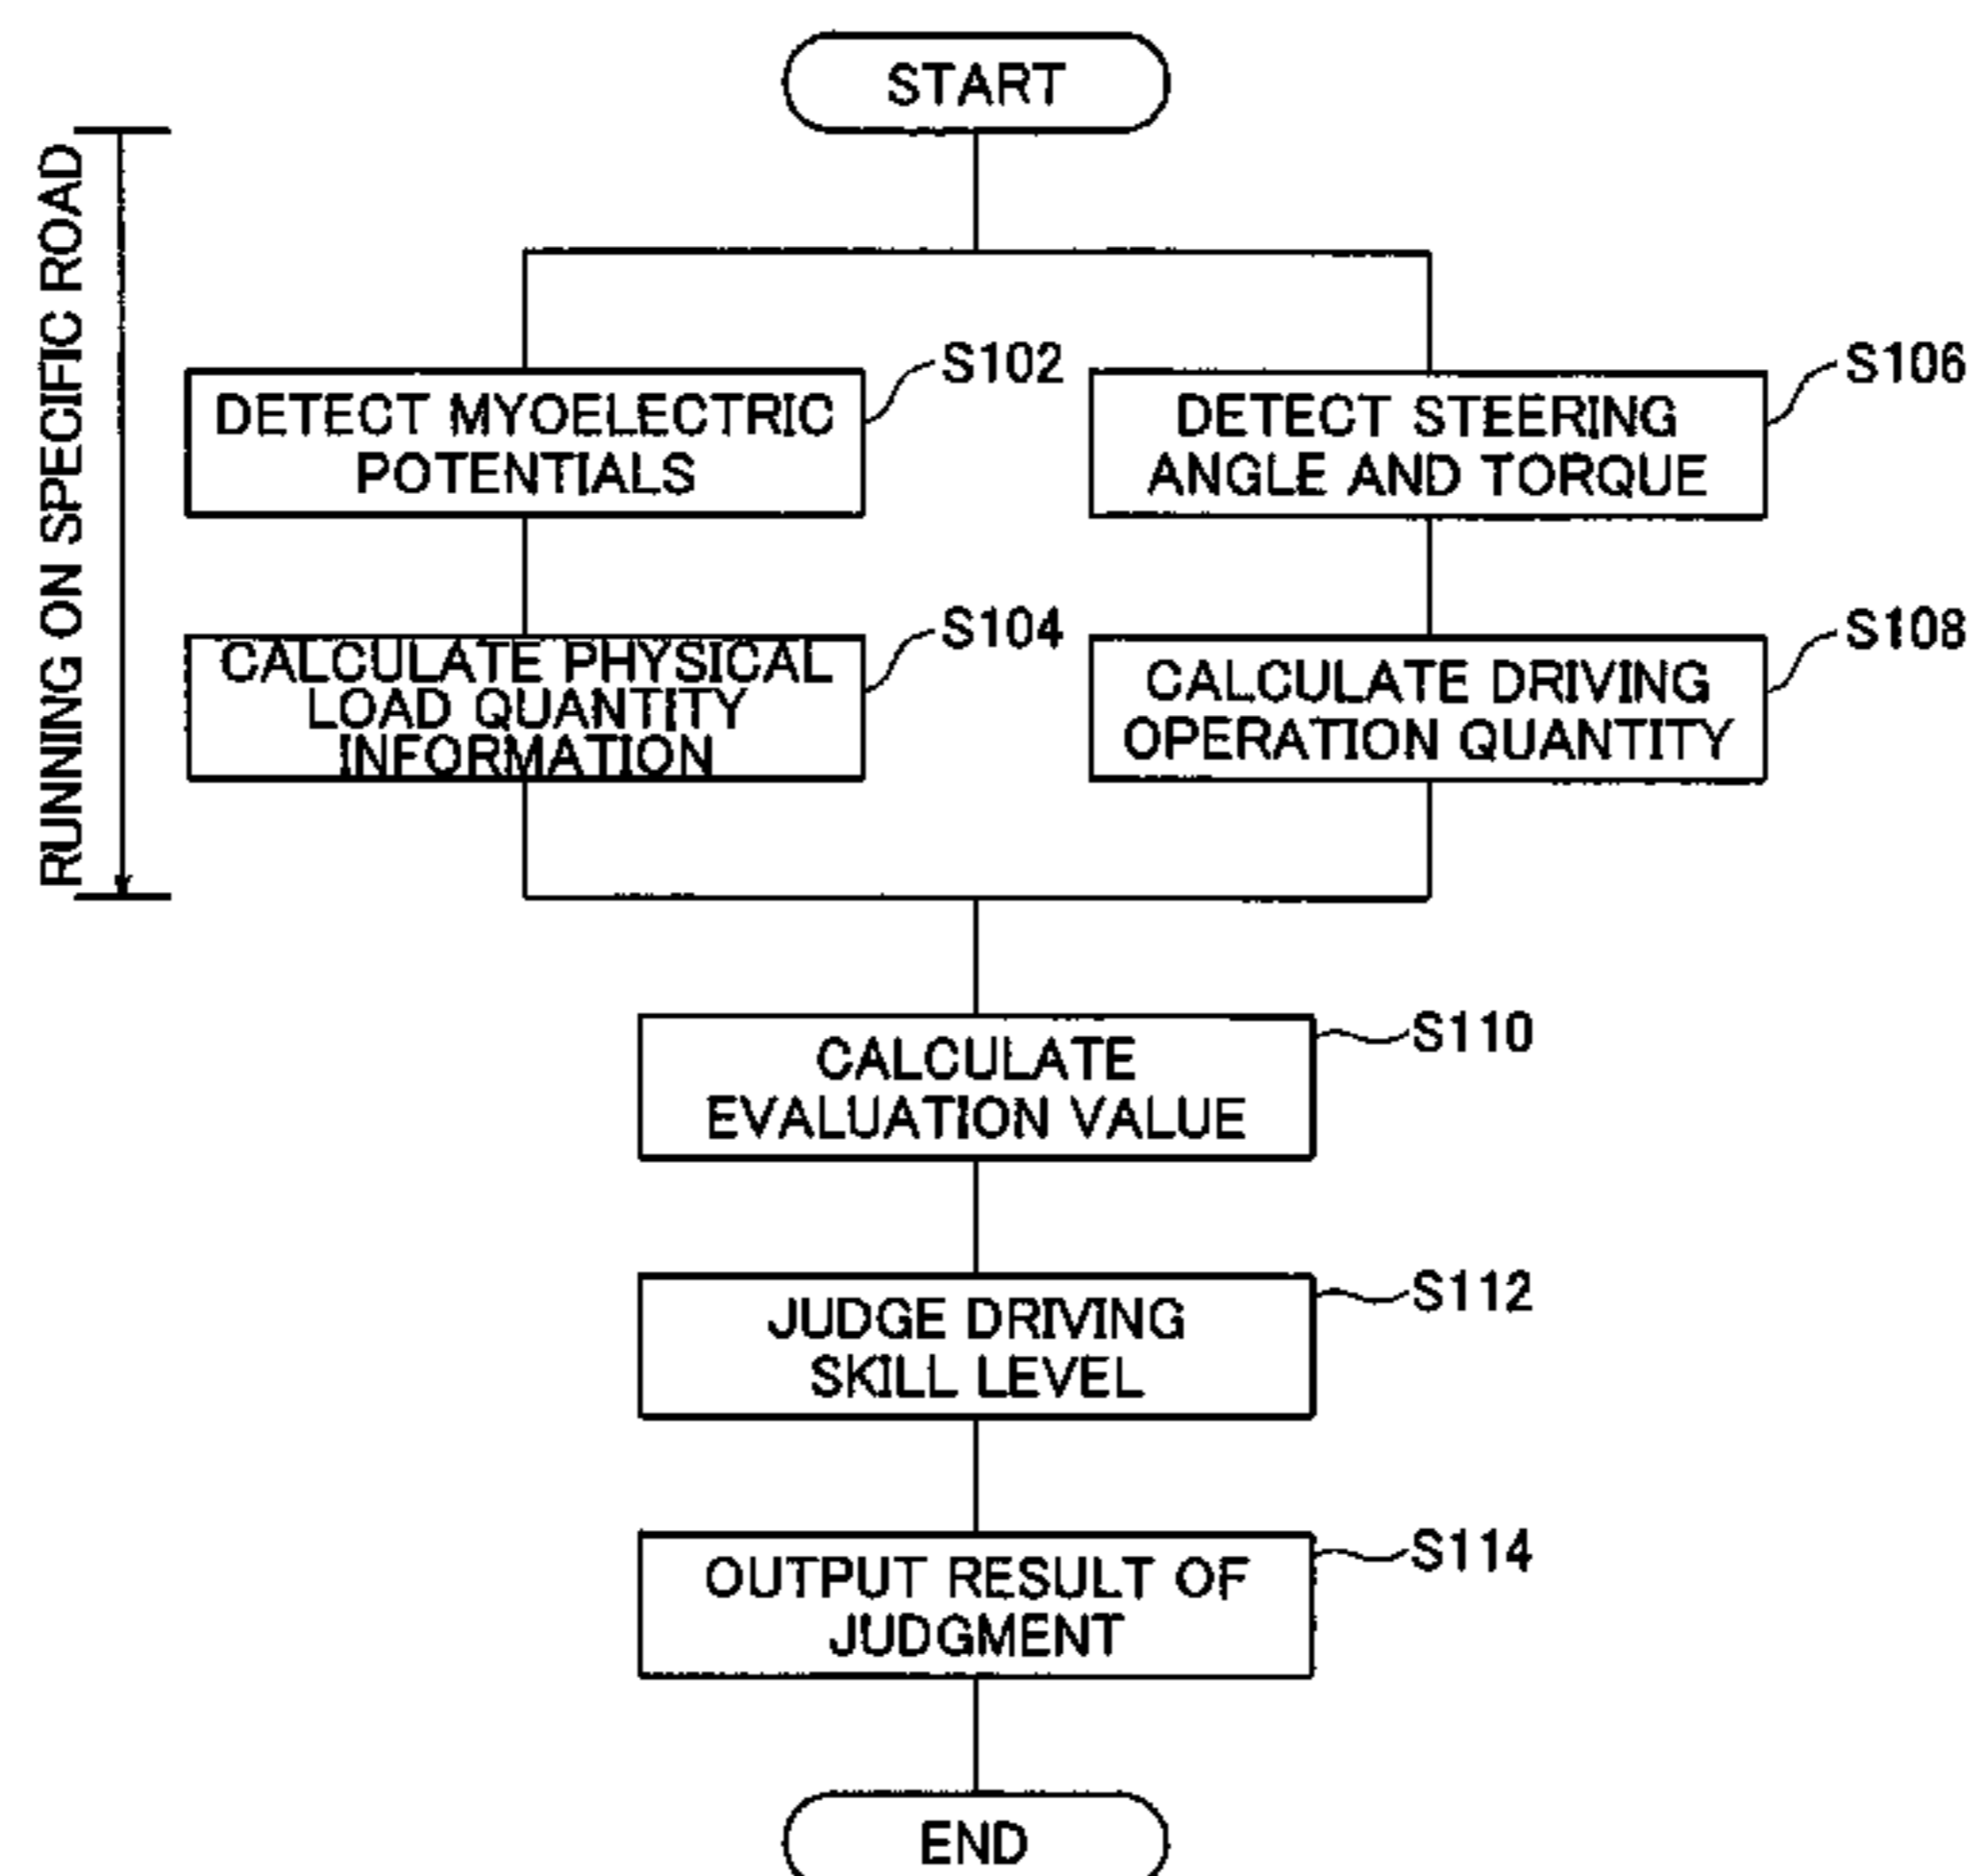 START
RUNNING ON SPECIFIC ROAD
S102
DETECT MYOELECTRIC
POTENTIALS
S106
DETECT STEERING
ANGLE AND TORQUE
S104
CALCULATE PHYSICAL
LOAD QUANTITY
INFORMATION
S108
CALCULATE DRIVING
OPERATION QUANTITY
S110
CALCULATE
EVALUATION VALUE
S112
JUDGE DRIVING
SKILL LEVEL
S114
OUTPUT RESULT OF
JUDGMENT
END